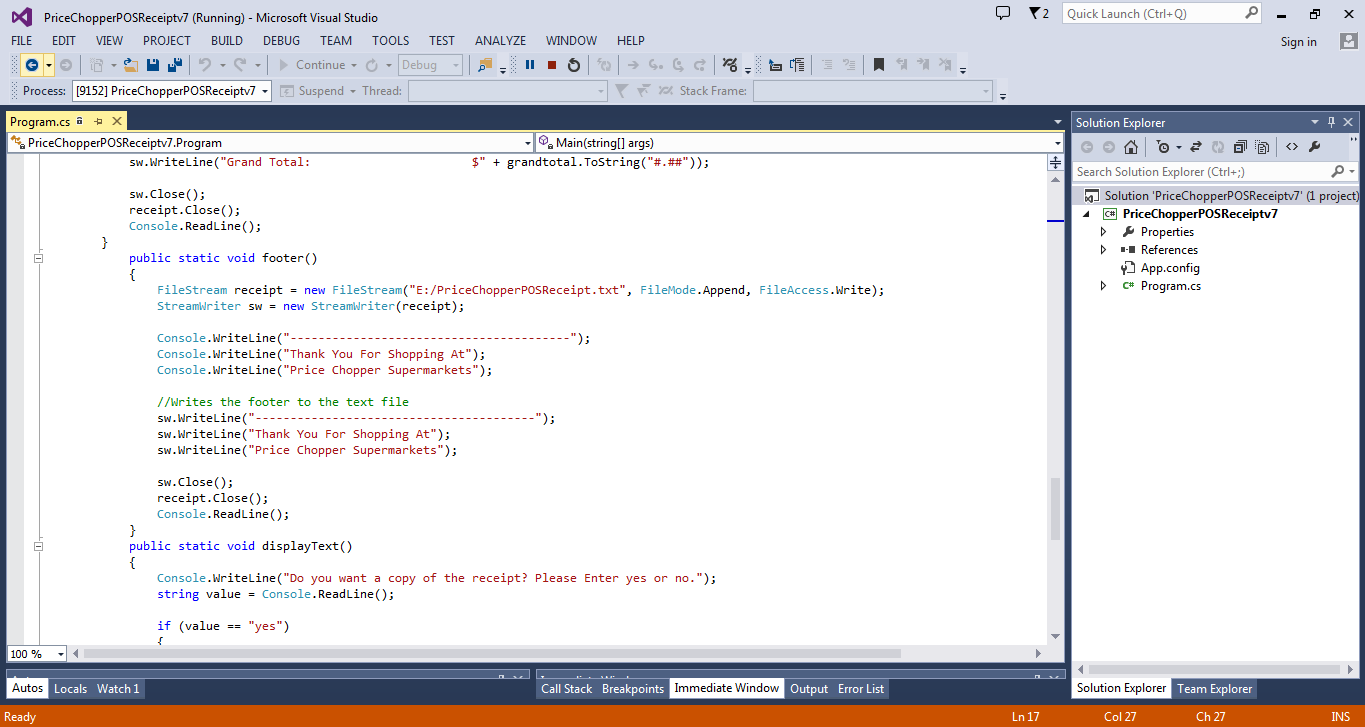 PriceChopperPOSReceiptv7 (Running) - Microsoft Visual Studio
2
Quick Launch (Ctrl+Q)
FILE EDIT VIEW PROJECT BUILD DEBUG TEAM TOOLS TEST ANALYZE WINDOW HELP
Sign in
Continue Debug
Process: [9152] PriceChopperPOSReceiptv7 Suspend Thread: Stack Frame:
Program.cs
PriceChopperPOSReceiptv7.Program Main(string[] args)
sw.WriteLine("Grand Total:                       $" + grandtotal.ToString("#.##"));
sw.Close();
receipt.Close();
Console.ReadLine();
}
public static void footer()
{
FileStream receipt = new FileStream("E:/PriceChopperPOSReceipt.txt", FileMode.Append, FileAccess.Write);
StreamWriter sw = new StreamWriter(receipt);
Console.WriteLine("----------------------------------------");
Console.WriteLine("Thank You For Shopping At");
Console.WriteLine("Price Chopper Supermarkets");
//Writes the footer to the text file
sw.WriteLine("----------------------------------------");
sw.WriteLine("Thank You For Shopping At");
sw.WriteLine("Price Chopper Supermarkets");
sw.Close();
receipt.Close();
Console.ReadLine();
}
public static void displayText()
{
Console.WriteLine("Do you want a copy of the receipt? Please Enter yes or no.");
string value = Console.ReadLine();
if (value == "yes")
{
100 %
Autos Locals Watch 1
Call Stack Breakpoints Immediate Window Output Error List
Solution Explorer
Search Solution Explorer (Ctrl+;)
Solution 'PriceChopperPOSReceiptv7' (1 project)
PriceChopperPOSReceiptv7
Properties
References
App.config
Program.cs
Solution Explorer Team Explorer
Ready Ln 17 Col 27 Ch 27 INS